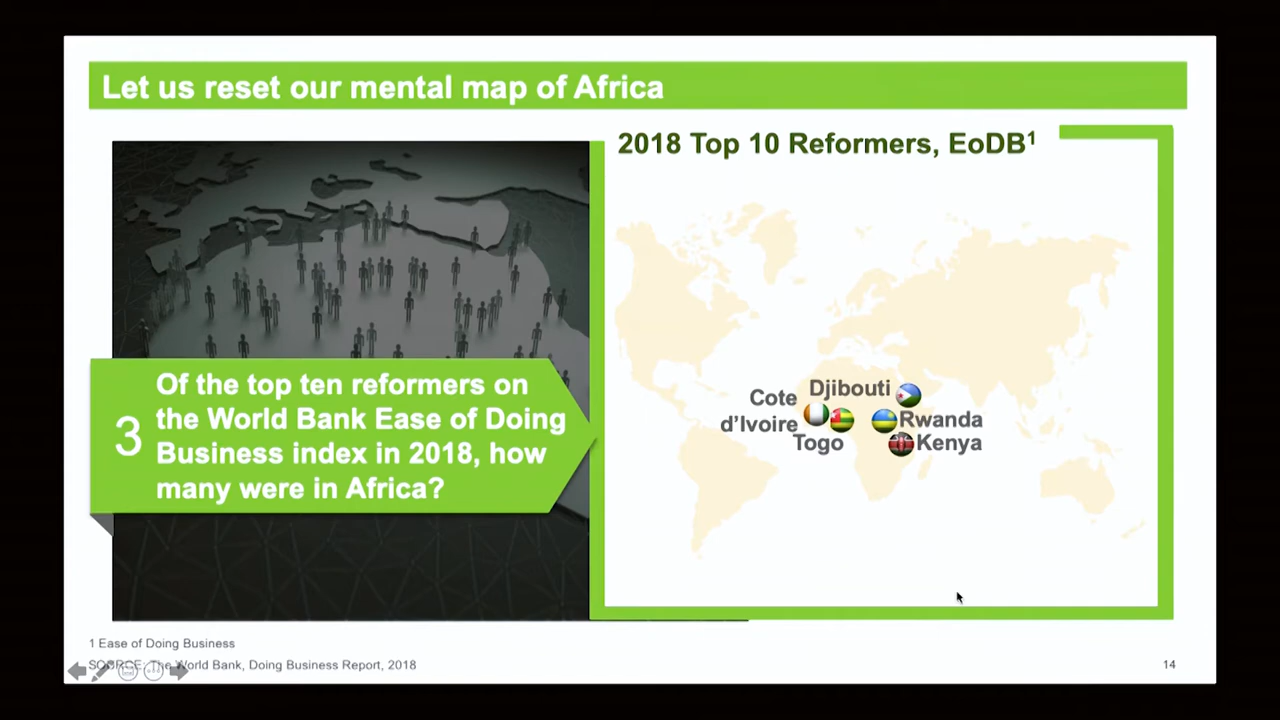 Let us reset our mental map of Africa
2018 Top 10 Reformers, EoDB¹
3
Of the top ten reformers on
the World Bank Ease of Doing
Business index in 2018, how
many were in Africa?
Djibouti
Cote
d'Ivoire
Togo
Rwanda
Kenya
1 Ease of Doing Business
SOURCE: The World Bank, Doing Business Report, 2018
14